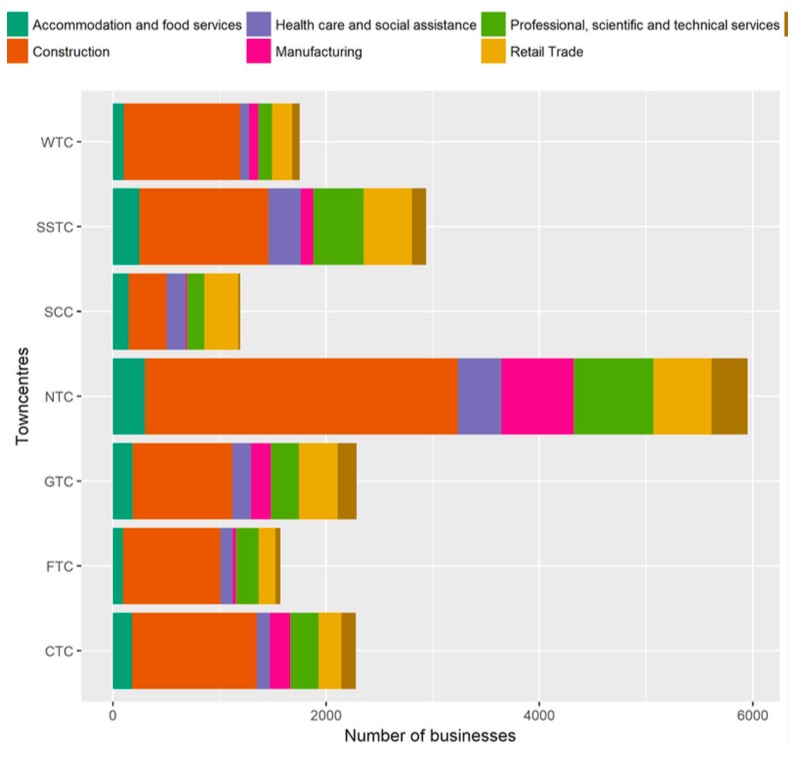 Accommodation and food services Health care and social assistance Professional, scientific and technical services
Construction Manufacturing Retail Trade
WTC
SSTC
SCC
NTC
GTC
FTC
CTC
Towncentres
0 2000 4000 6000
Number of businesses